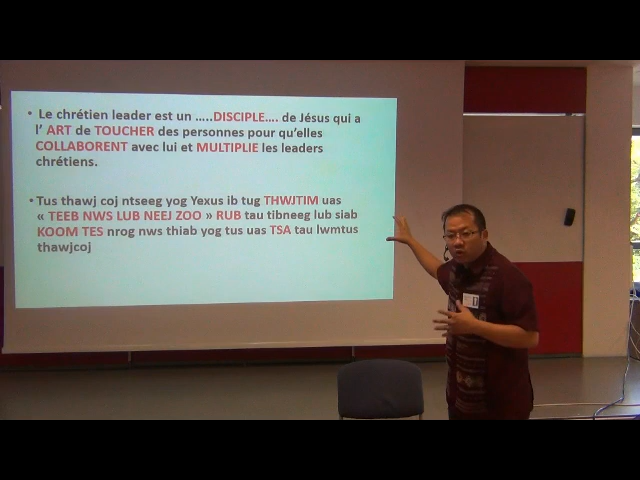 • Le chrétien leader est un .....DISCIPLE.... de Jésus qui a
l' ART de TOUCHER des personnes pour qu'elles
COLLABORENT avec lui et MULTIPLIE les leaders
chrétiens.
• Tus thawj coj ntseeg yog Yexus ib tug THWJTIM uas
« TEEB NWS LUB NEEJ ZOO » RUB tau tibneeg lub siab
KOOM TES nrog nws thiab yog tus uas TSA tau lwmtus
thawjcoj